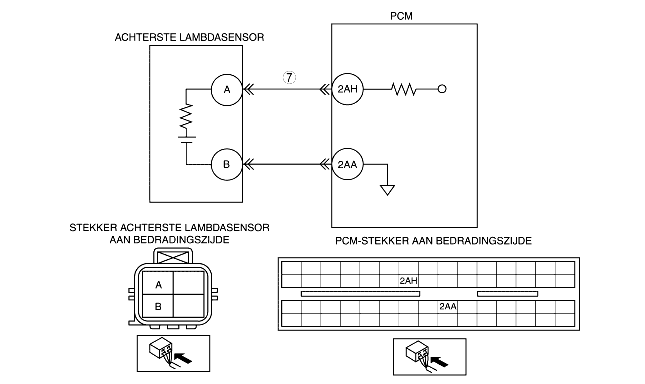 PCM
ACHTERSTE LAMBDASENSOR
A
7
2AH
B
2AA
STEKKER ACHTERSTE LAMBDASENSOR
AAN BEDRADINGSZIJDE
PCM-STEKKER AAN BEDRADINGSZIJDE
A
B
2AH
2AA